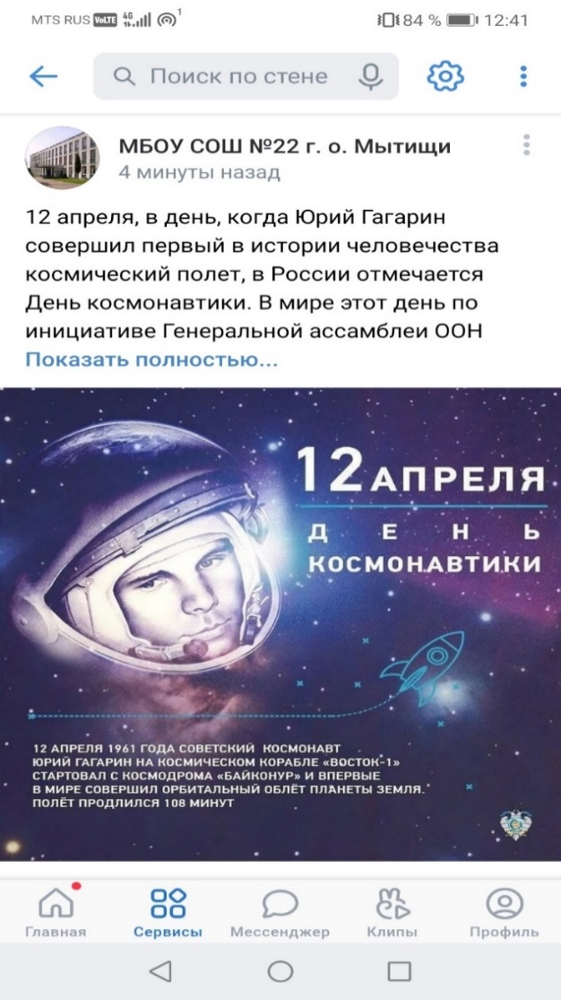 MTS RUS VoLTE 4G 1 84 % 12:41
Поиск по стене
МБОУ СОШ №22 г. о. Мытищи
4 минуты назад
12 апреля, в день, когда Юрий Гагарин
совершил первый в истории человечества
космический полет, в России отмечается
День космонавтики. В мире этот день по
инициативе Генеральной ассамблеи ООН
Показать полностью...
12 АПРЕЛЯ
ДЕНЬ
КОСМОНАВТИКИ
12 АПРЕЛЯ 1961 ГОДА СОВЕТСКИЙ КОСМОНАВТ
ЮРИЙ ГАГАРИН НА КОСМИЧЕСКОМ КОРАБЛЕ «ВОСТОК-1»
СТАРТОВАЛ С КОСМОДРОМА «БАЙКОНУР» И ВПЕРВЫЕ
В МИРЕ СОВЕРШИЛ ОРБИТАЛЬНЫЙ ОБЛЁТ ПЛАНЕТЫ ЗЕМЛЯ.
ПОЛЁТ ПРОДЛИЛСЯ 108 МИНУТ
Главная Сервисы Мессенджер Клипы Профиль